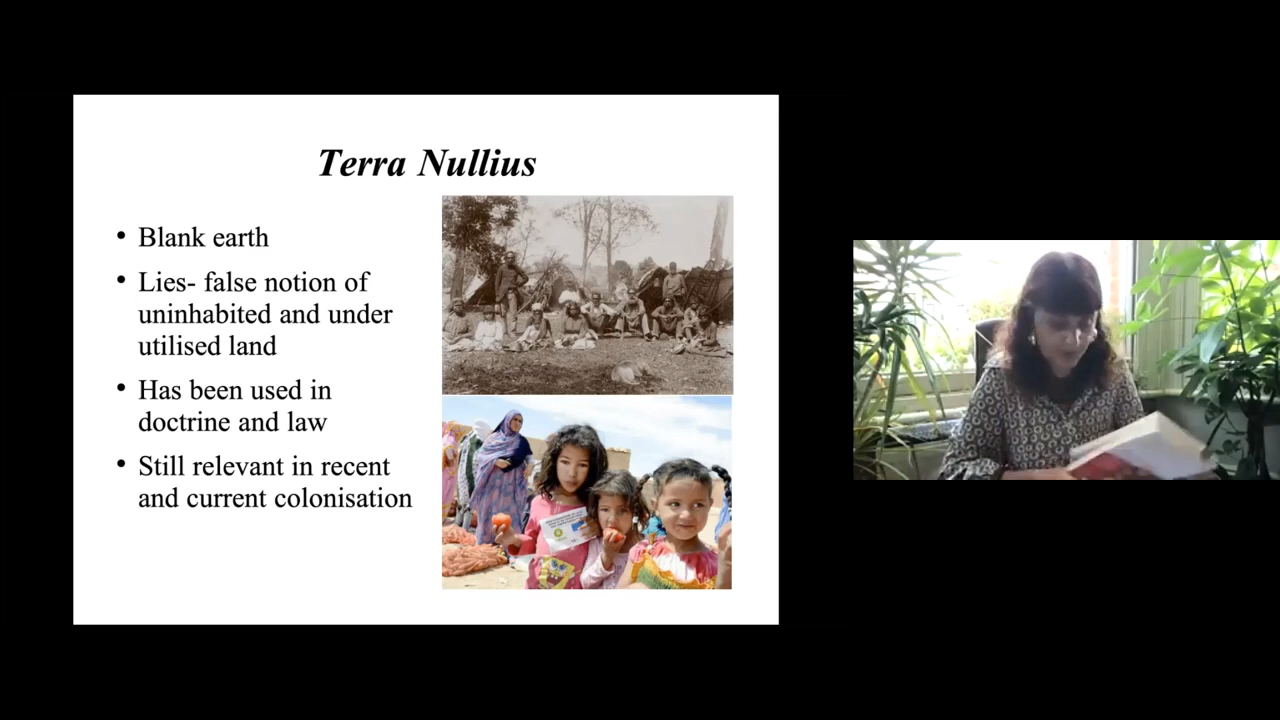 Terra Nullius
• Blank earth
• Lies- false notion of
uninhabited and under
utilised land
• Has been used in
doctrine and law
• Still relevant in recent
and current colonisation